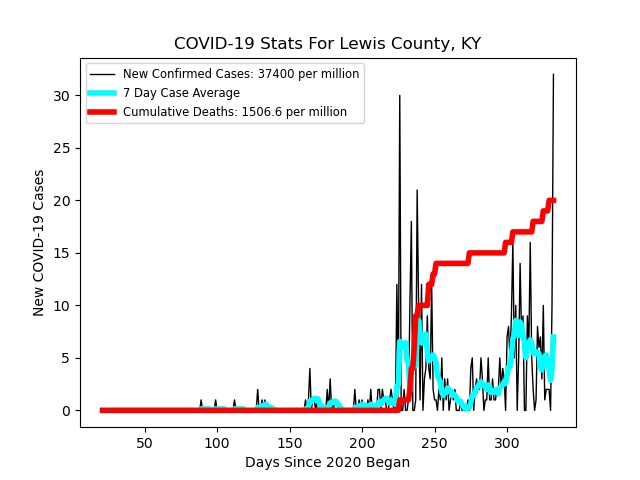 COVID-19 Stats For Lewis County, KY
New Confirmed Cases: 37400 per million
7 Day Case Average
Cumulative Deaths: 1506.6 per million
New COVID-19 Cases
30
25
20
15
10
5
0
50 100 150 200 250 300
Days Since 2020 Began